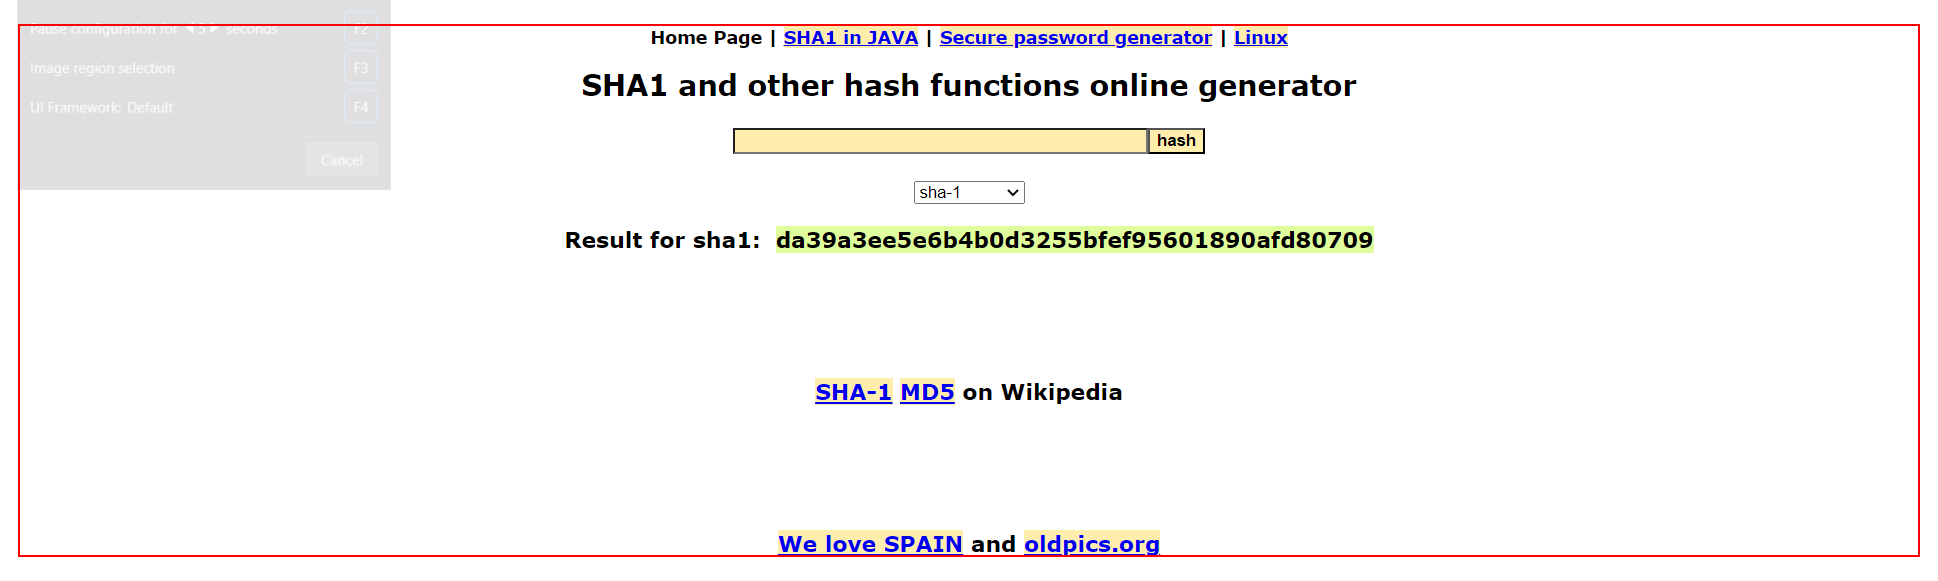 Pause configuration for 5 seconds F2
Image region selection F3
UI Framework: Default F4
Cancel
Home Page | SHA1 in JAVA | Secure password generator | Linux
SHA1 and other hash functions online generator
hash
sha-1
Result for sha1: da39a3ee5e6b4b0d3255bfef95601890afd80709
SHA-1 MD5 on Wikipedia
We love SPAIN and oldpics.org